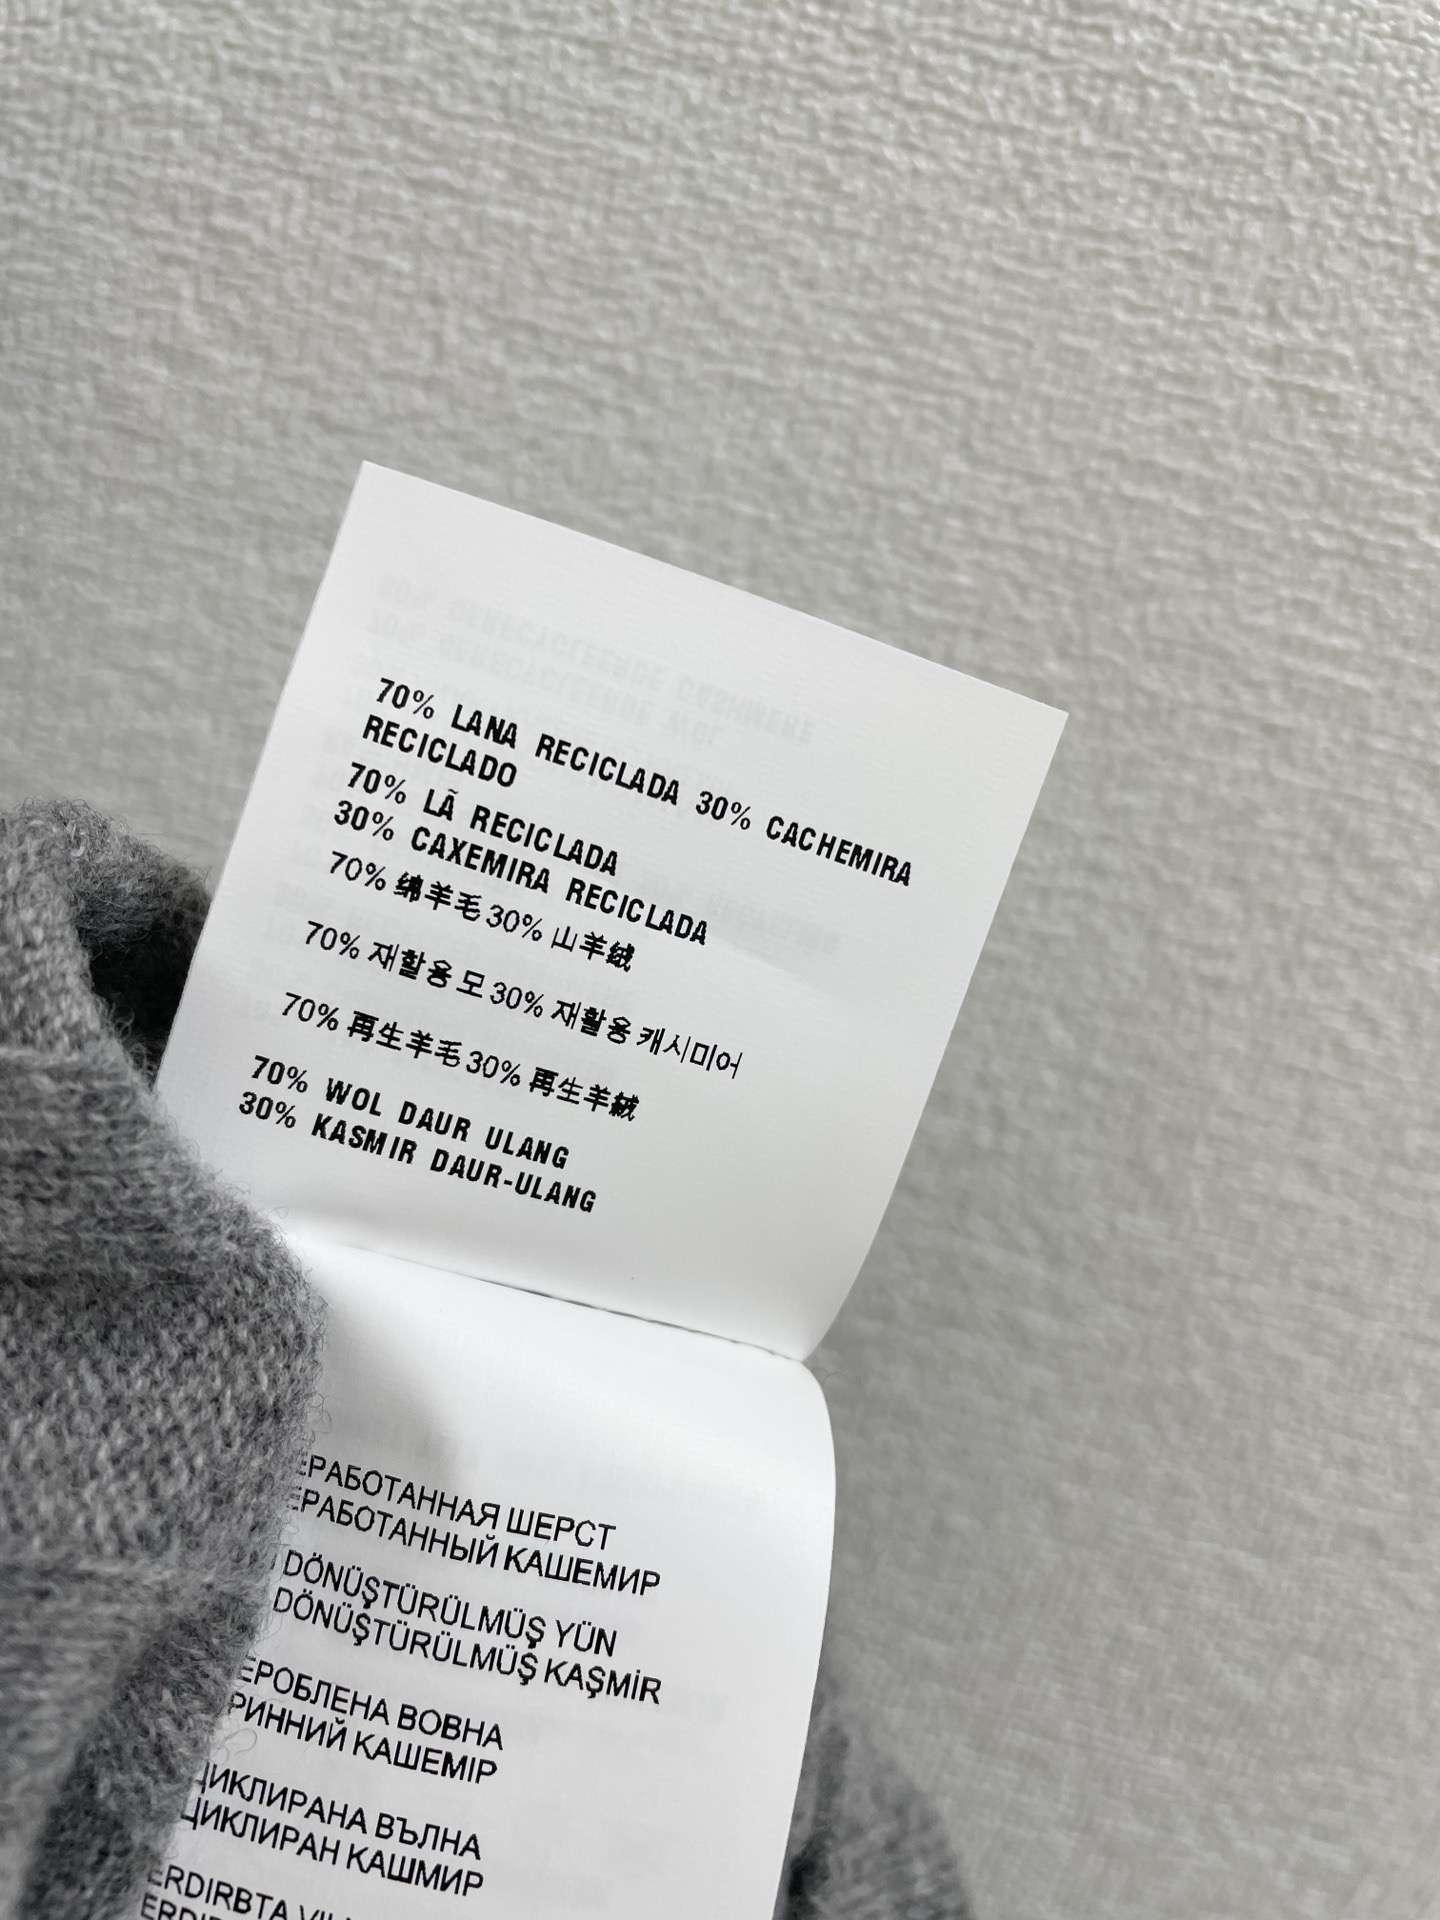 70% LANA RECICLADA 30% CACHEMIRA
RECICLADO
70% LÃ RECICLADA
30% CAXEMIRA RECICLADA
70% 绵羊毛 30% 山羊绒
70% 재활용 모 30% 재활용 캐시미어
70% 再生羊毛 30% 再生羊絨
70% WOL DAUR ULANG
30% KASMIR DAUR-ULANG
ЕРАБОТАННАЯ ШЕРСТ
ЕРАБОТАННЫЙ КАШЕМИР
DÖNÜŞTÜRÜLMÜŞ YÜN
DÖNÜŞTÜRÜLMÜŞ KAŞMİR
ЕРОБЛЕНА ВОВНА
РИННИЙ КАШЕМІР
ЦИКЛИРАНА ВЪЛНА
ЦИКЛИРАН КАШМИР
ERDIRBTA